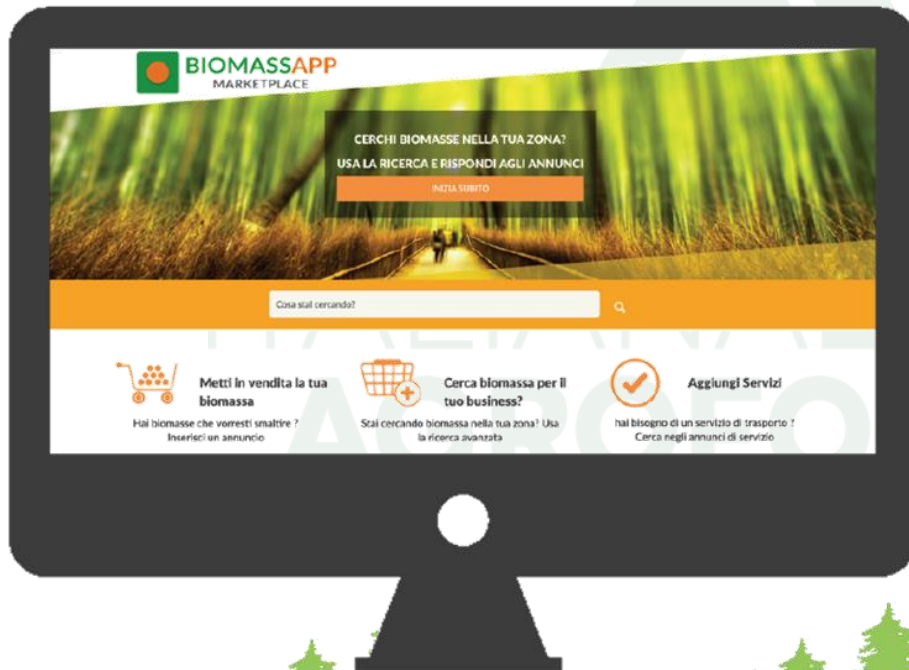 BIOMASSAPP
MARKETPLACE
CERCHI BIOMASSE NELLA TUA ZONA?
USA LA RICERCA E RISPONDI AGLI ANNUNCI
INIZIA SUBITO
Cosa stai cercando?
Metti in vendita la tua
biomassa
Hai biomasse che vorresti smaltire ?
Inserisci un annuncio
Cerca biomassa per il
tuo business?
Stai cercando biomassa nella tua zona? Usa
la ricerca avanzata
Aggiungi Servizi
hai bisogno di un servizio di trasporto ?
Cerca negli annunci di servizio
ITALIANA
AGROFO